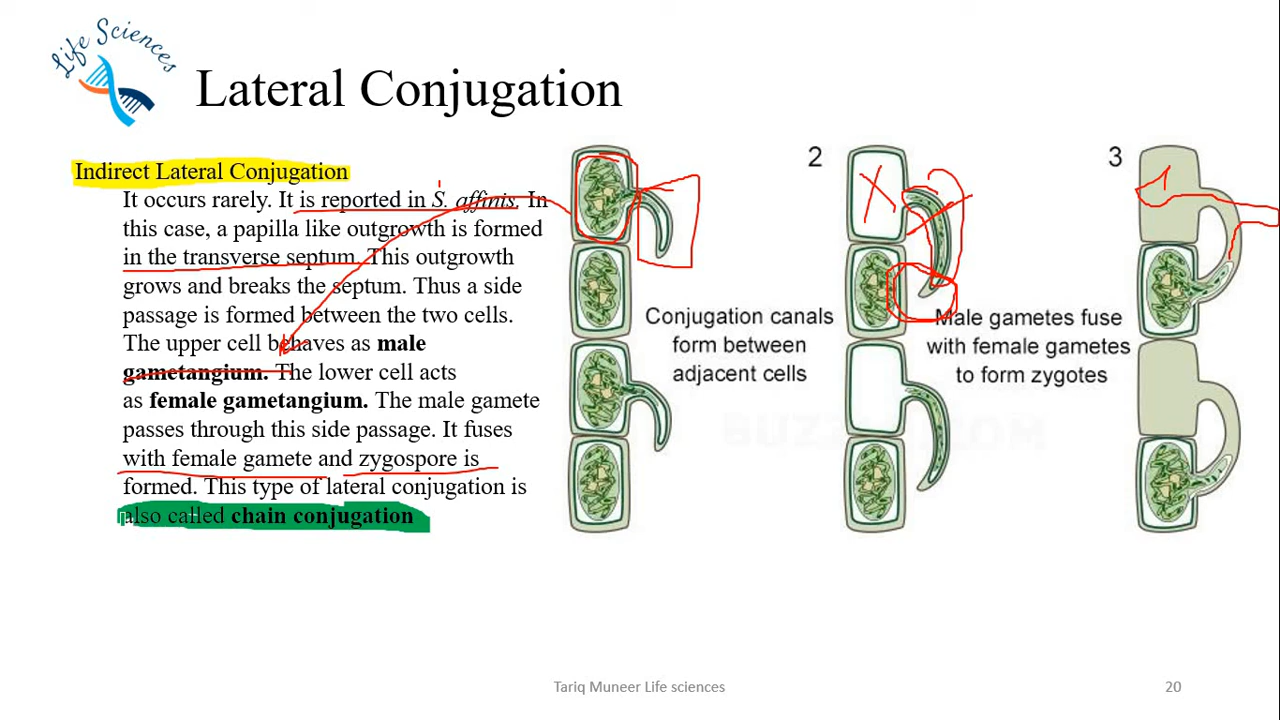 Life Sciences
Lateral Conjugation
Indirect Lateral Conjugation
It occurs rarely. It is reported in S. affinis. In
this case, a papilla like outgrowth is formed
in the transverse septum. This outgrowth
grows and breaks the septum. Thus a side
passage is formed between the two cells.
The upper cell behaves as male
gametangium. The lower cell acts
as female gametangium. The male gamete
passes through this side passage. It fuses
with female gamete and zygospore is
formed. This type of lateral conjugation is
also called chain conjugation
2
3
Conjugation canals
form between
adjacent cells
Male gametes fuse
with female gametes
to form zygotes
Tariq Muneer Life sciences
20